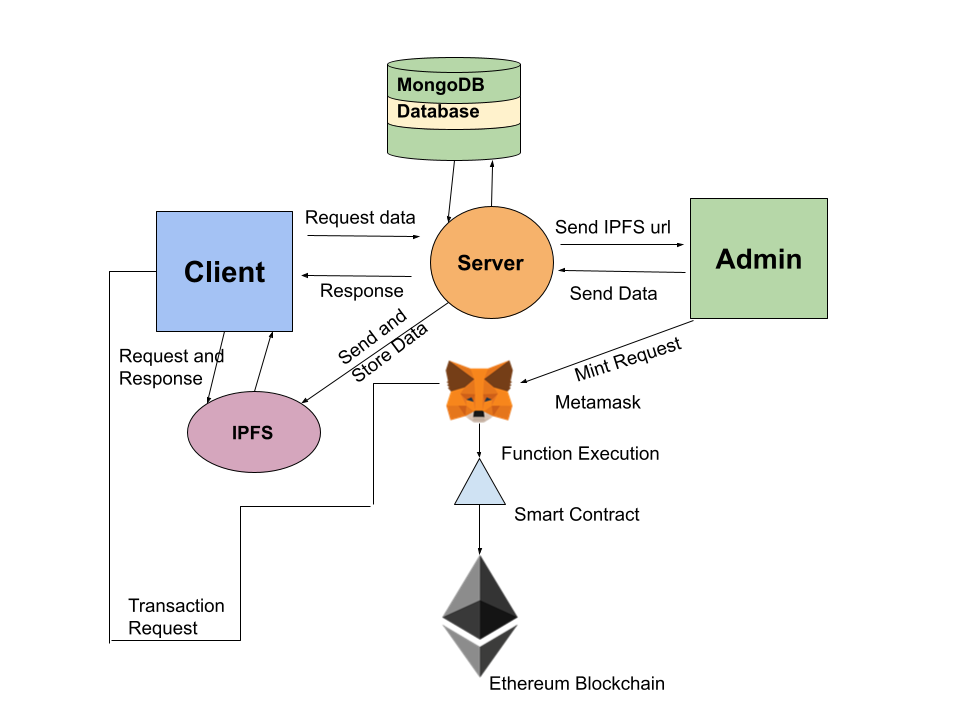 MongoDB
Database
Request data
Send IPFS url
Client
Server
Admin
Response
Send Data
Send and
Store Data
Request and
Response
Mint Request
Metamask
IPFS
Function Execution
Smart Contract
Transaction
Request
Ethereum Blockchain